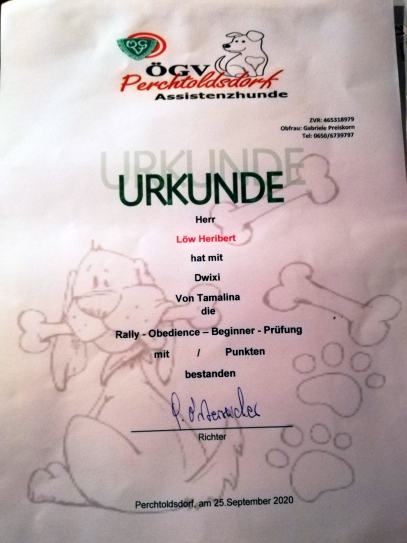 ÖGV
Perchtoldsdorf
Assistenzhunde
ZVR: 465318979
Obfrau: Gabriele Preiskorn
Tel: 0650/6739797
URKUNDE
Herr
Löw Heribert
hat mit
Dwixi
Von Tamalina
die
Rally - Obedience – Beginner - Prüfung
mit / Punkten
bestanden
Richter
Perchtoldsdorf, am 25.September 2020